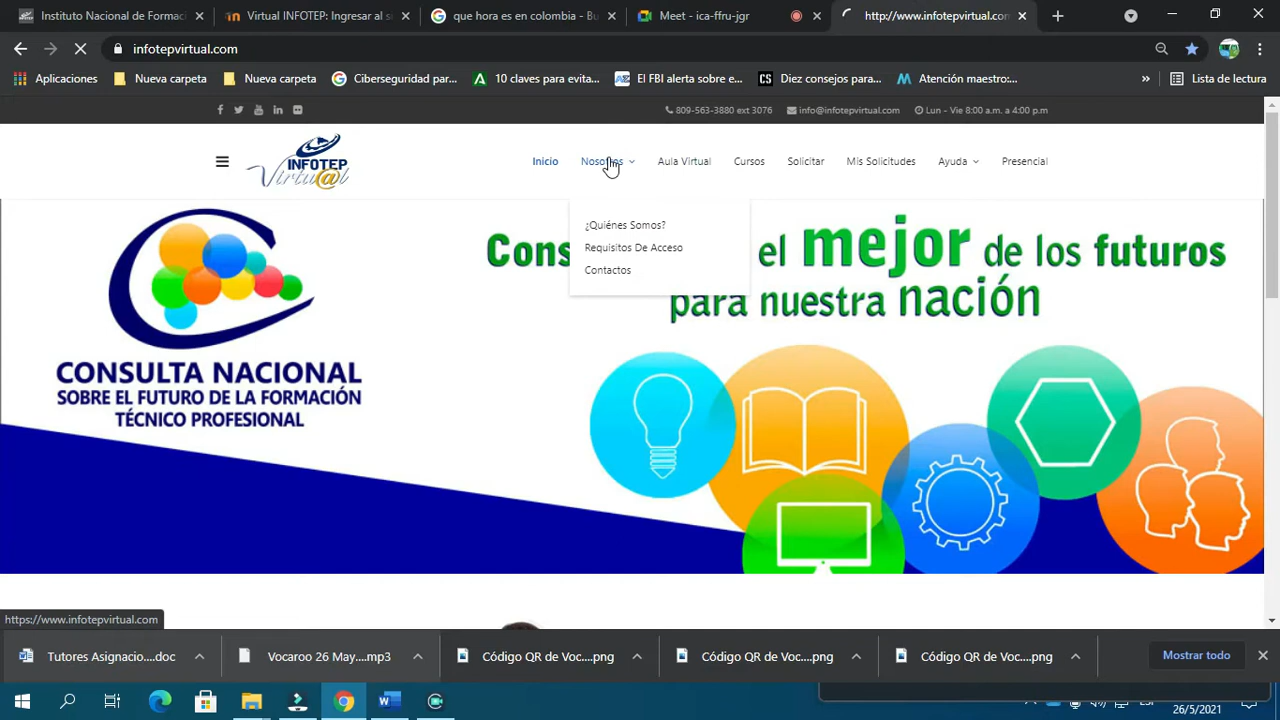 Instituto Nacional de Formaci
Virtual INFOTEP: Ingresar al s
que hora es en colombia - Bu
Meet - ica-ffru-jgr
http://www.infotepvirtual.com
infotepvirtual.com
Aplicaciones
Nueva carpeta
Nueva carpeta
Ciberseguridad par...
10 claves para evita...
El FBI alerta sobre e...
Diez consejos para...
Atención maestro:...
»
Lista de lectura
809-563-3880 ext 3076
info@infotepvirtual.com
Lun - Vie 8:00 a.m. a 4:00 p.m
INFOTEP
Virtu@l
Inicio
Nosotros
Aula Virtual
Cursos
Solicitar
Mis Solicitudes
Ayuda
Presencial
¿Quiénes Somos?
Requisitos De Acceso
Contactos
el mejor de los futuros
para nuestra nación
CONSULTA NACIONAL
SOBRE EL FUTURO DE LA FORMACIÓN
TÉCNICO PROFESIONAL
https://www.infotepvirtual.com
Tutores Asignacio....doc
Vocaroo 26 May....mp3
Código QR de Voc....png
Código QR de Voc....png
Código QR de Voc....png
Mostrar todo
26/5/2021